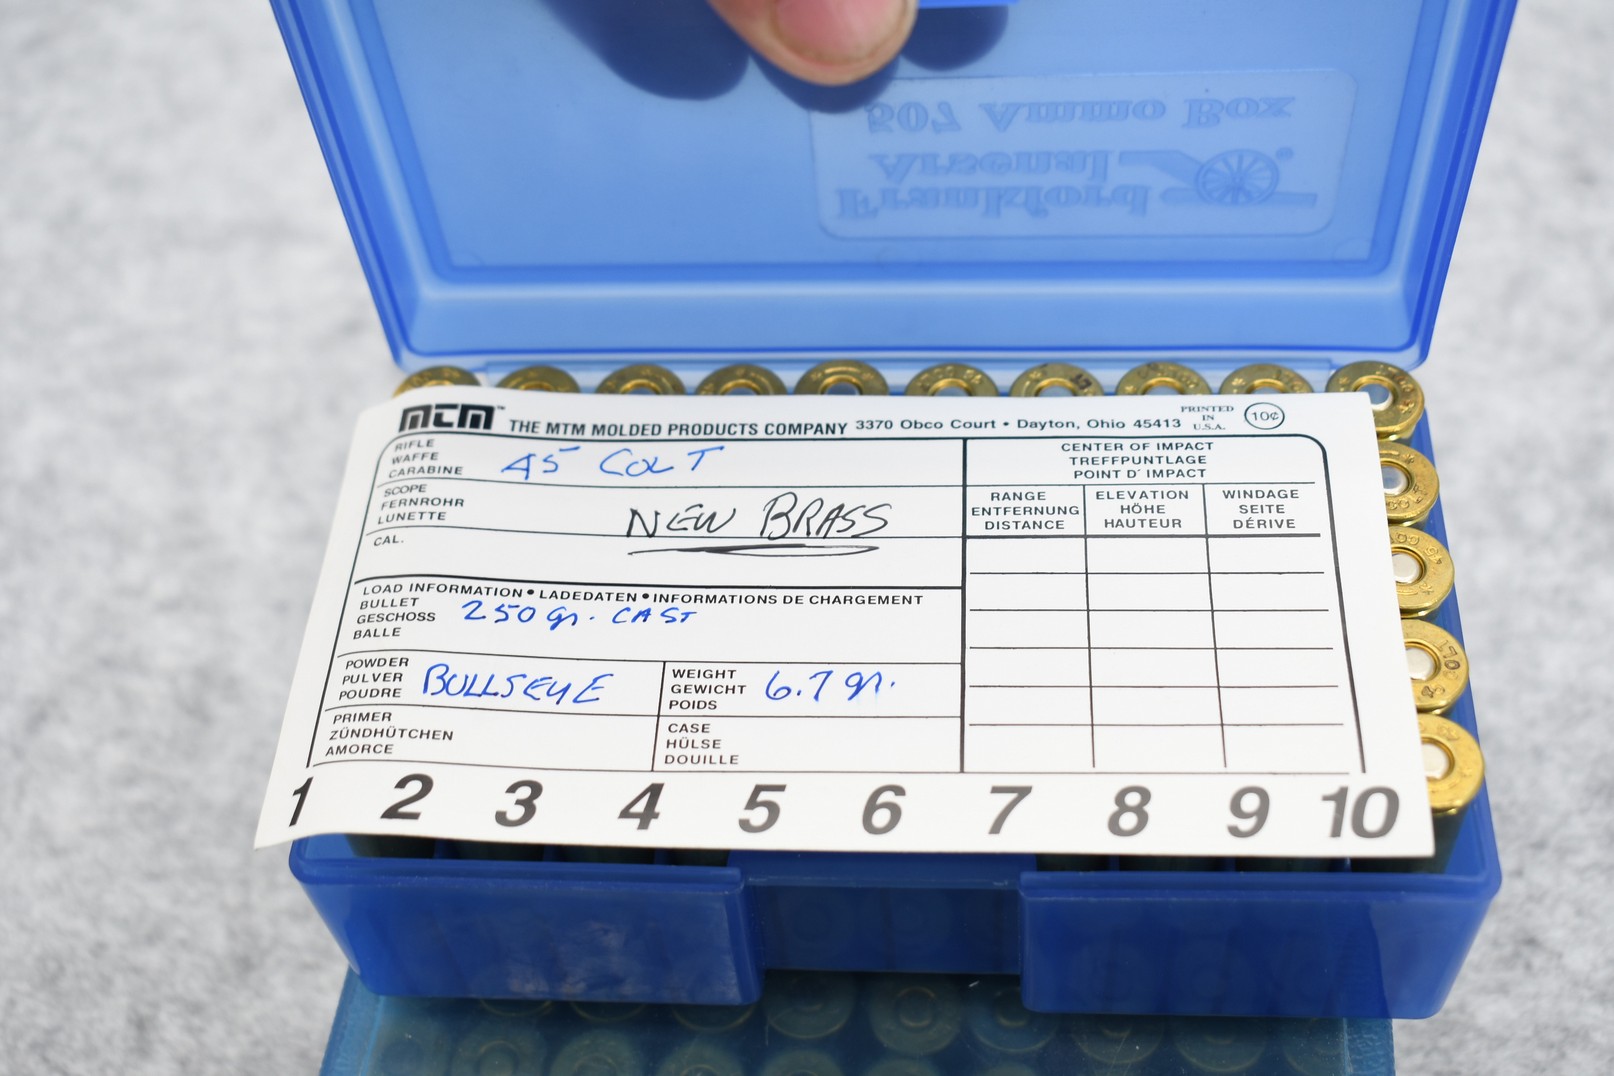 507 Ammo Box
Arsenal
Frankford
MTM™ THE MTM MOLDED PRODUCTS COMPANY 3370 Obco Court • Dayton, Ohio 45413 PRINTED IN U.S.A. 10¢
RIFLE
WAFFE
CARABINE
45 COLT
SCOPE
FERNROHR
LUNETTE
NEW BRASS
CAL.
LOAD INFORMATION • LADEDATEN • INFORMATIONS DE CHARGEMENT
BULLET
GESCHOSS
BALLE
250 gr. CAST
POWDER
PULVER
POUDRE
BULLSEYE
WEIGHT
GEWICHT
POIDS
6.7 gr.
PRIMER
ZÜNDHÜTCHEN
AMORCE
CASE
HÜLSE
DOUILLE
CENTER OF IMPACT
TREFFPUNTLAGE
POINT D´ IMPACT
RANGE
ENTFERNUNG
DISTANCE
ELEVATION
HÖHE
HAUTEUR
WINDAGE
SEITE
DÉRIVE
1 2 3 4 5 6 7 8 9 10